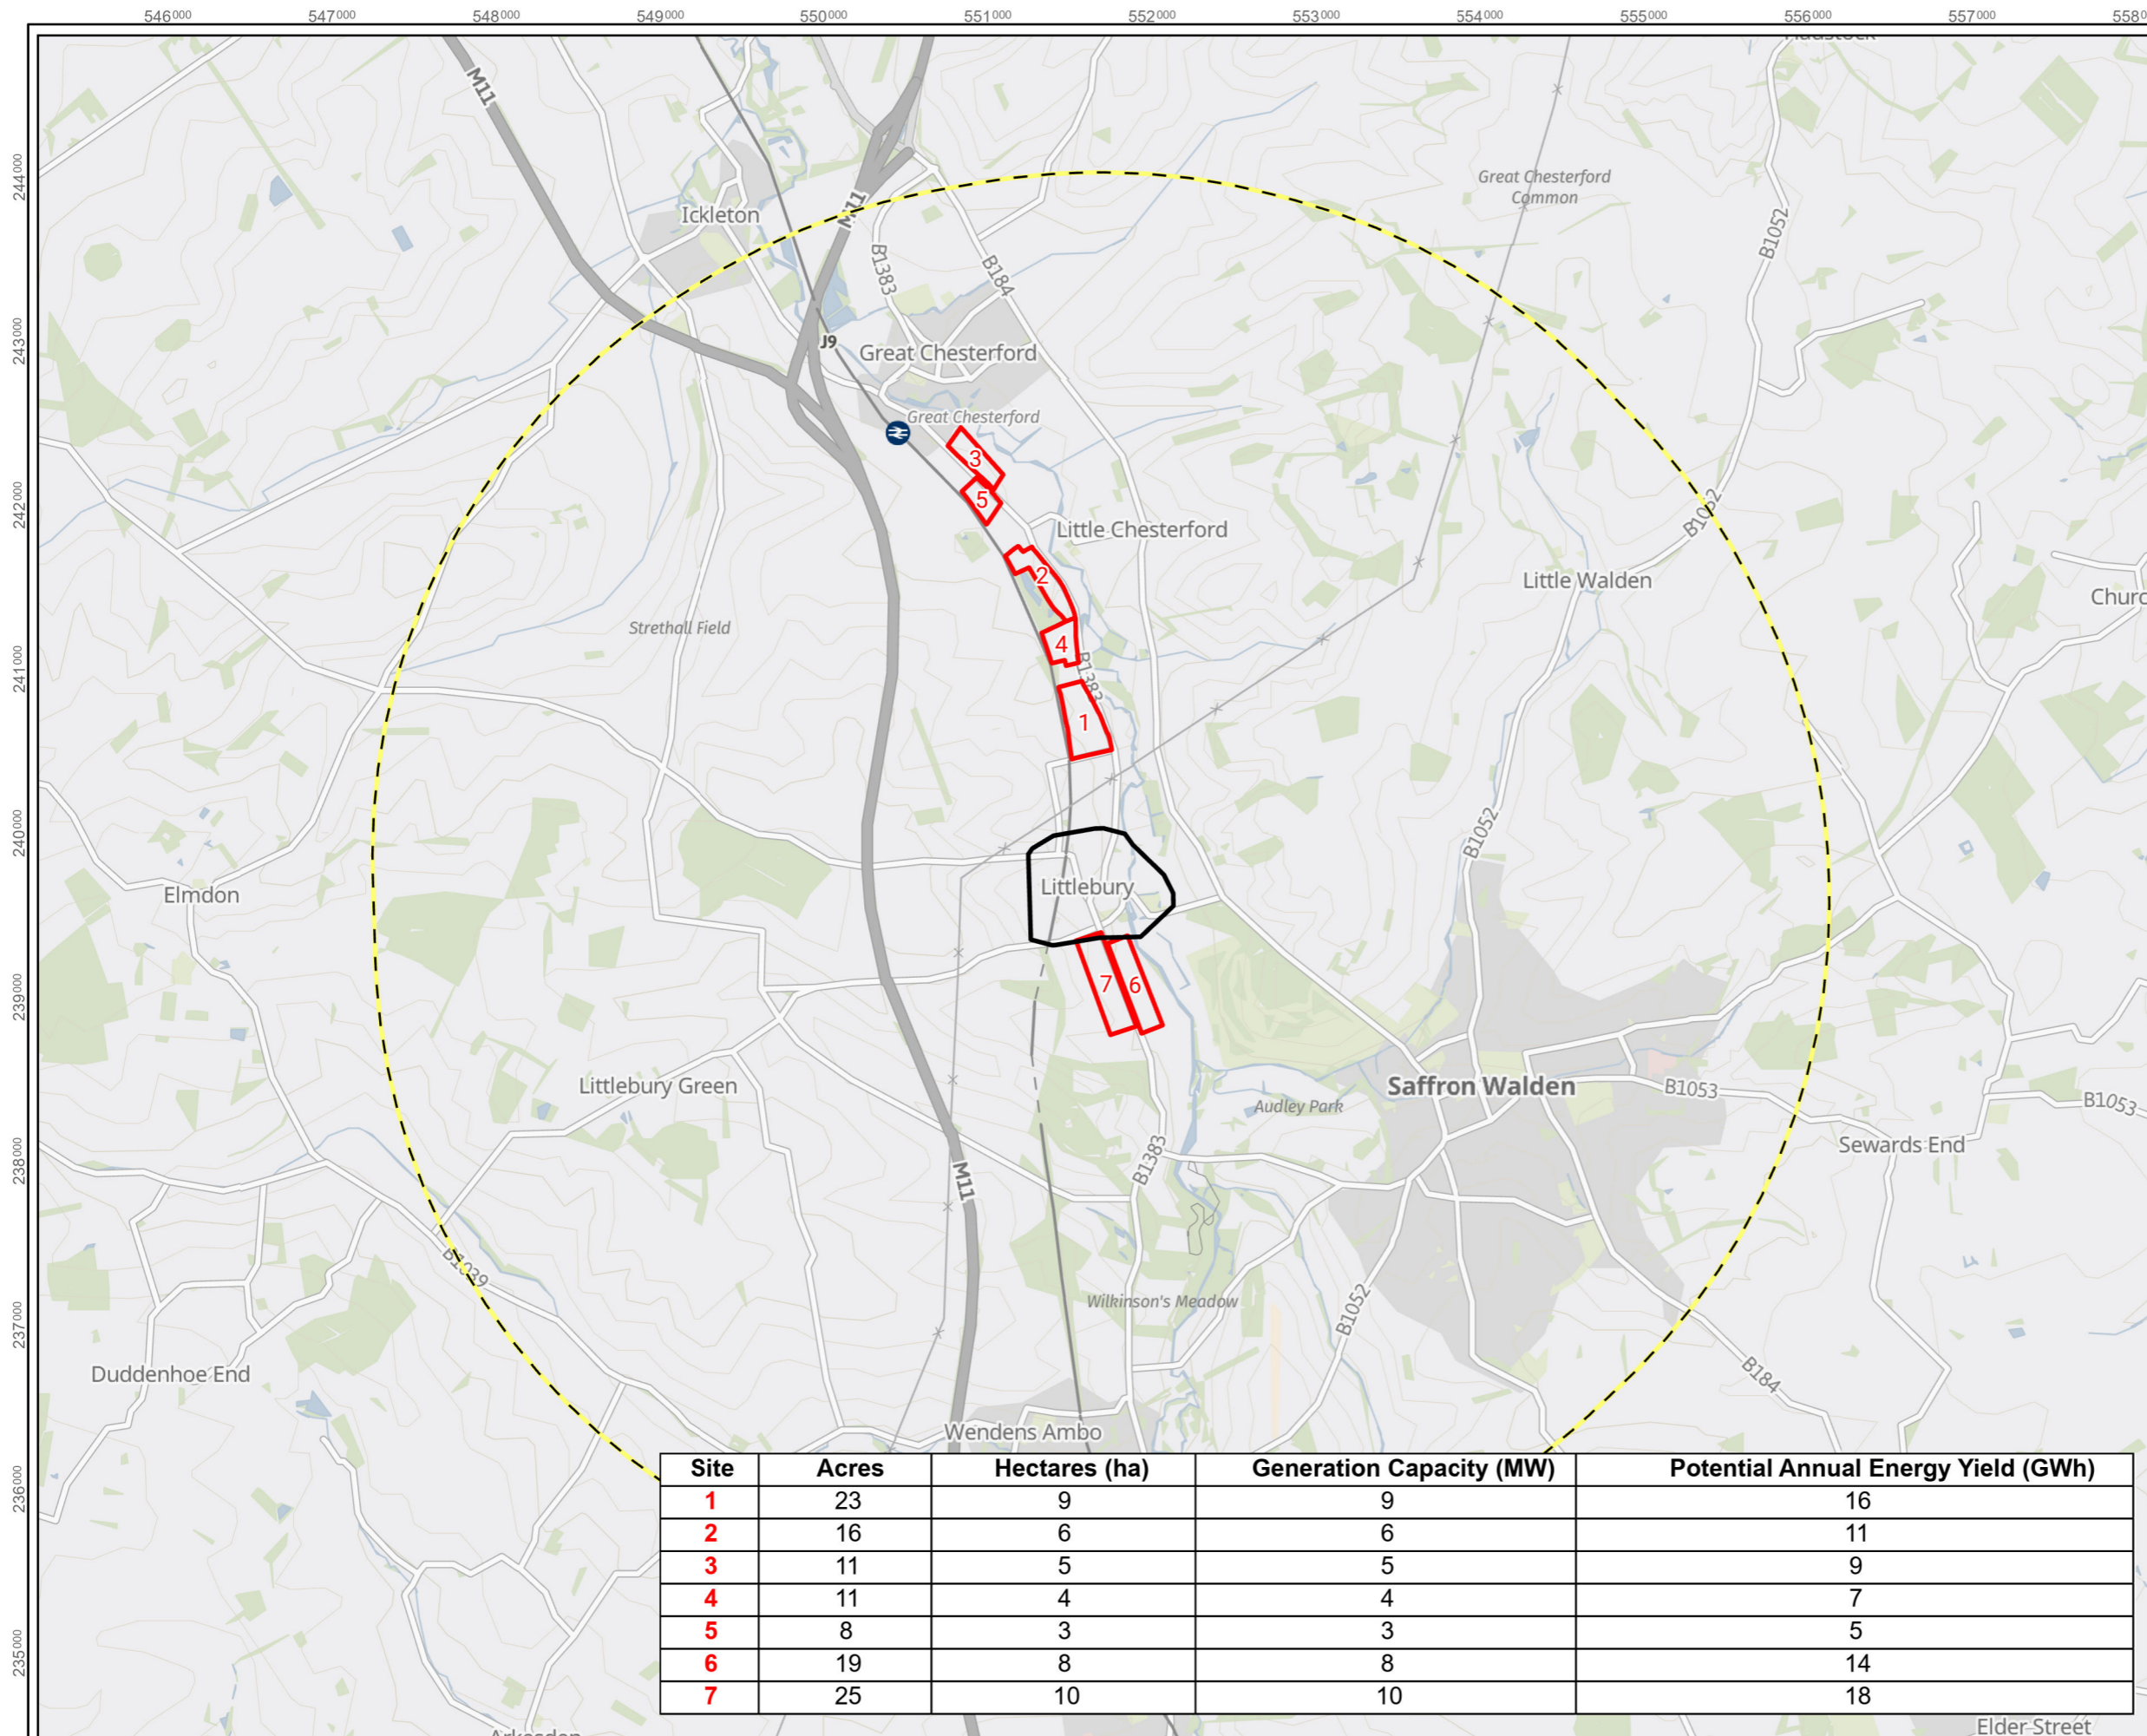 546000 547000 548000 549000 550000 551000 552000 553000 554000 555000 556000 557000
244000
243000
242000
241000
240000
239000
238000
237000
236000
235000
M11
Great Chesterford
Common
Ickleton
M11
B1052
B1383
B184
J9
Great Chesterford
Great Chesterford
3
5
Little Chesterford
B1052
2
Little Walden
Strethall Field
4
B1383
1
B1052
Littlebury
Elmdon
7
6
Littlebury Green
Saffron Walden
B1053
B1053
Audley Park
B1383
Sewards End
M11
B1039
Wilkinson's Meadow
B1052
Duddenhoe End
B184
Wendens Ambo
Site Acres Hectares (ha) Generation Capacity (MW) Potential Annual Energy Yield (GWh)
1 23 9 9 16
2 16 6 6 11
3 11 5 5 9
4 11 4 4 7
5 8 3 3 5
6 19 8 8 14
7 25 10 10 18
Elder Street